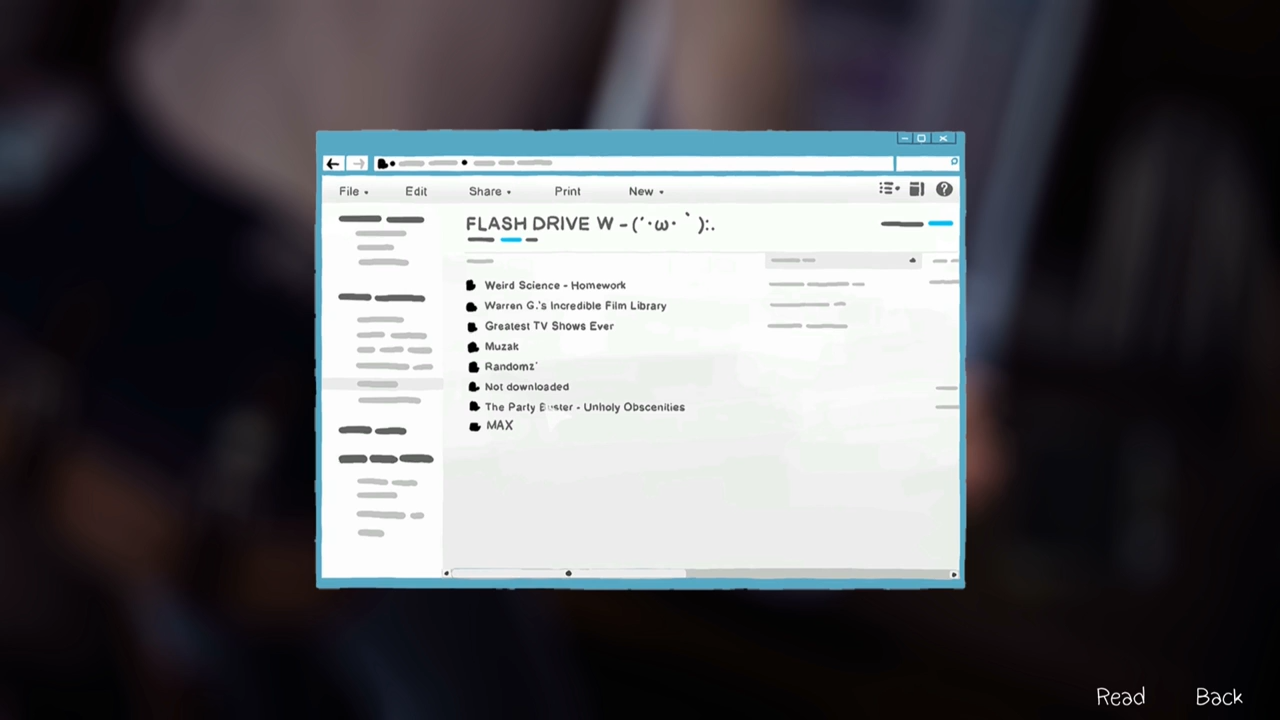 File Edit Share Print New
FLASH DRIVE W -(´･ω･`):.
Weird Science - Homework
Warren G.'s Incredible Film Library
Greatest TV Shows Ever
Muzak
Randomz'
Not downloaded
The Party Buster - Unholy Obscenities
MAX
Read Back